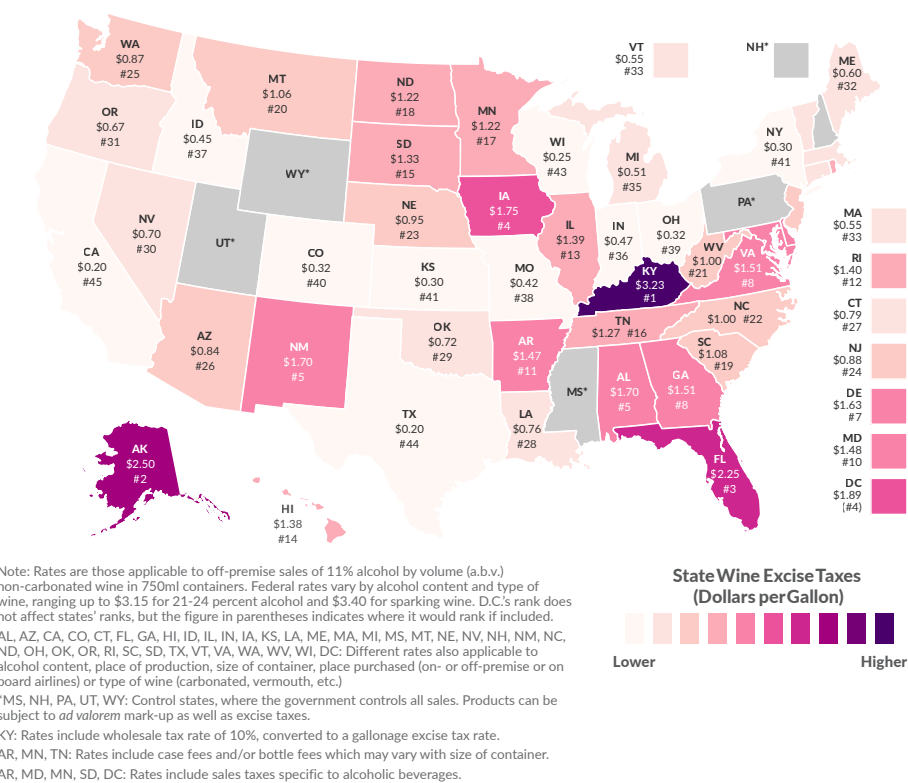 WA
$0.87
#25
MT
$1.06
#20
ND
$1.22
#18
MN
$1.22
#17
VT
$0.55
#33
NH*
ME
$0.60
#32
OR
$0.67
#31
ID
$0.45
#37
WY*
SD
$1.33
#15
WI
$0.25
#43
MI
$0.51
#35
NY
$0.30
#41
NV
$0.70
#30
UT*
NE
$0.95
#23
IA
$1.75
#4
IL
$1.39
#13
IN
$0.47
#36
OH
$0.32
#39
PA*
CA
$0.20
#45
CO
$0.32
#40
KS
$0.30
#41
MO
$0.42
#38
KY
$3.23
#1
WV
$1.00
#21
VA
$1.51
#8
MA
$0.55
#33
RI
$1.40
#12
CT
$0.79
#27
NJ
$0.88
#24
DE
$1.63
#7
MD
$1.48
#10
DC
$1.89
(#4)
AZ
$0.84
#26
NM
$1.70
#5
OK
$0.72
#29
AR
$1.47
#11
TN
$1.27 #16
NC
$1.00 #22
SC
$1.08
#19
TX
$0.20
#44
LA
$0.76
#28
MS*
AL
$1.70
#5
GA
$1.51
#8
FL
$2.25
#3
AK
$2.50
#2
HI
$1.38
#14
Note: Rates are those applicable to off-premise sales of 11% alcohol by volume (a.b.v.)
non-carbonated wine in 750ml containers. Federal rates vary by alcohol content and type of
wine, ranging up to $3.15 for 21-24 percent alcohol and $3.40 for sparking wine. D.C.'s rank does
not affect states' ranks, but the figure in parentheses indicates where it would rank if included.
AL, AZ, CA, CO, CT, FL, GA, HI, ID, IL, IN, IA, KS, LA, ME, MA, MI, MS, MT, NE, NV, NH, NM, NC,
ND, OH, OK, OR, RI, SC, SD, TX, VT, VA, WA, WV, WI, DC: Different rates also applicable to
alcohol content, place of production, size of container, place purchased (on- or off-premise or on
board airlines) or type of wine (carbonated, vermouth, etc.)
*MS, NH, PA, UT, WY: Control states, where the government controls all sales. Products can be
subject to ad valorem mark-up as well as excise taxes.
KY: Rates include wholesale tax rate of 10%, converted to a gallonage excise tax rate.
AR, MN, TN: Rates include case fees and/or bottle fees which may vary with size of container.
AR, MD, MN, SD, DC: Rates include sales taxes specific to alcoholic beverages.
State Wine Excise Taxes
(Dollars per Gallon)
Lower
Higher